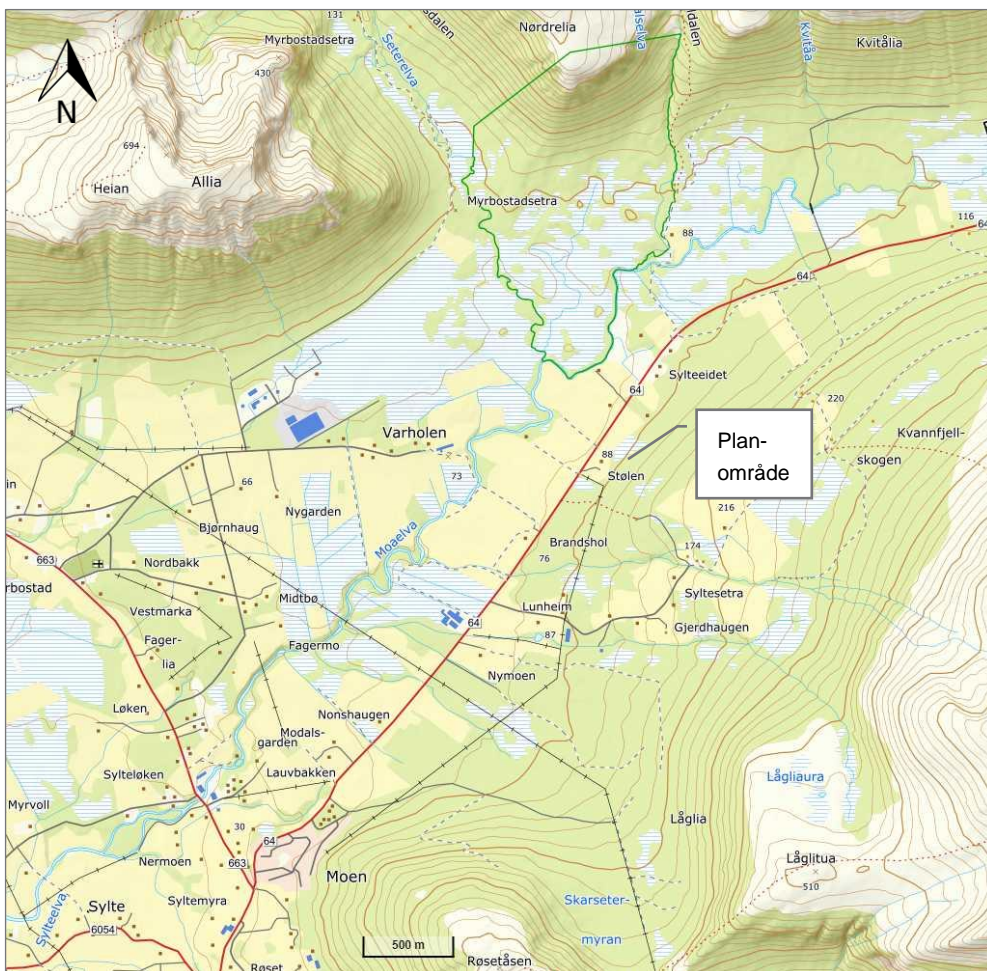 131
Nørdrelia
dalen
Myrbostadsetra
Seterelva
Kvitåa
Kvitålia
430
694
Heian
Allia
Myrbostadsetra
88
116
64
64
N
Sylteeidet
64
220
Kvannfjell-
skogen
Varholen
Plan-
område
88
Stølen
73
66
Nygarden
216
Bjørnhaug
Moaelva
Brandshol
174
663
76
Nordbakk
rbostad
Midtbø
Syltesetra
Vestmarka
Lunheim
64
Gjerdhaugen
87
Fager-
lia
Fagermo
Nymoen
Løken
Nonshaugen
Modals-
garden
Sylteløken
Lauvbakken
Lågliaura
Myrvoll
30
Låglia
64
Nermoen
663
Låglitua
Moen
510
Syltemyra
Skarseter-
myran
Sylte
Sylteelva
6054
500 m
Røset
Røsetåsen